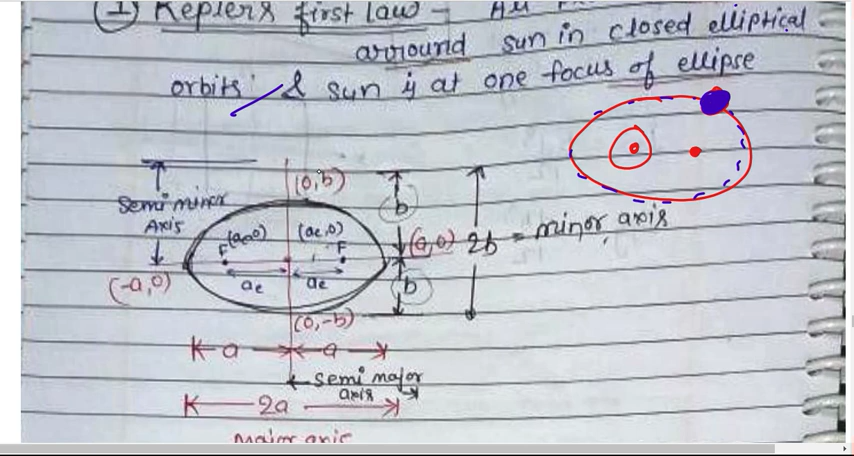 ① Kepler's first law – All
arround sun in closed elliptical
orbits & sun is at one focus of ellipse
(0,b)
Semi minor
Axis
b
(ae,0) (ae,0)
F F
(a,0) 2b = minor axis
(-a,0)
ae ae
b
(0,-b)
a a
semi major
axis
2a
Major axis